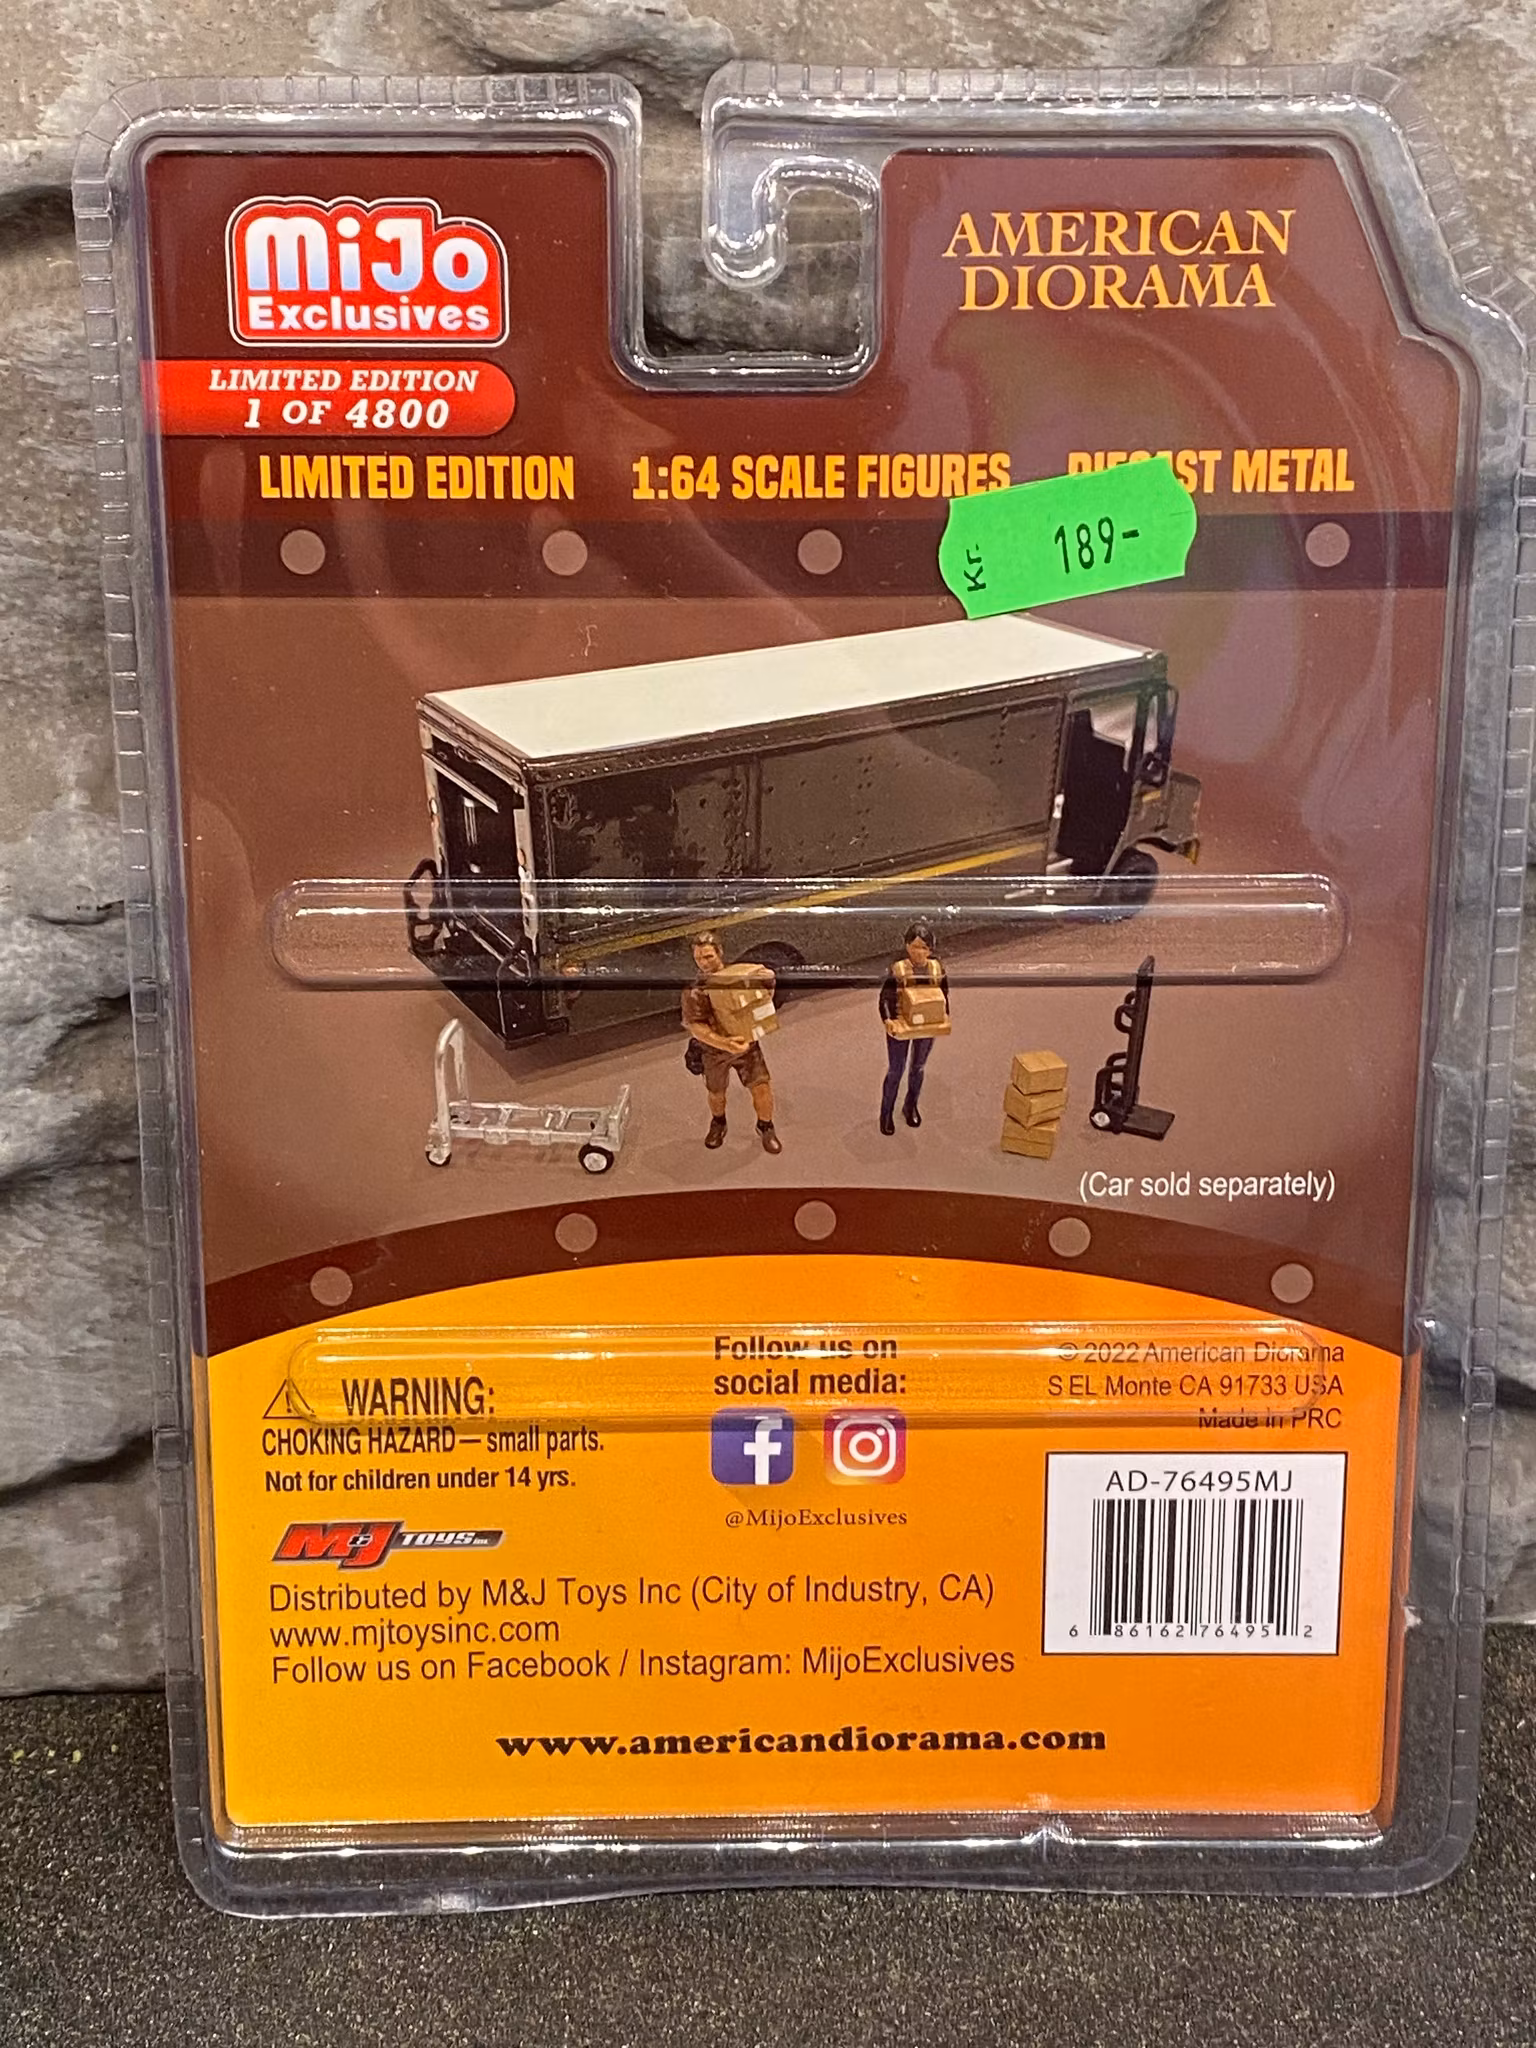 MiJo
Exclusives
AMERICAN
DIORAMA
LIMITED EDITION
1 OF 4800
LIMITED EDITION 1:64 SCALE FIGURES DIECAST METAL
Kr. 189-
(Car sold separately)
WARNING:
CHOKING HAZARD — small parts.
Not for children under 14 yrs.
Follow us on
social media:
@MijoExclusives
© 2022 American Diorama
S EL Monte CA 91733 USA
Made in PRC
AD-76495MJ
6 86162 76495 2
M&J TOYS inc.
Distributed by M&J Toys Inc (City of Industry, CA)
www.mjtoysinc.com
Follow us on Facebook / Instagram: MijoExclusives
www.americandiorama.com